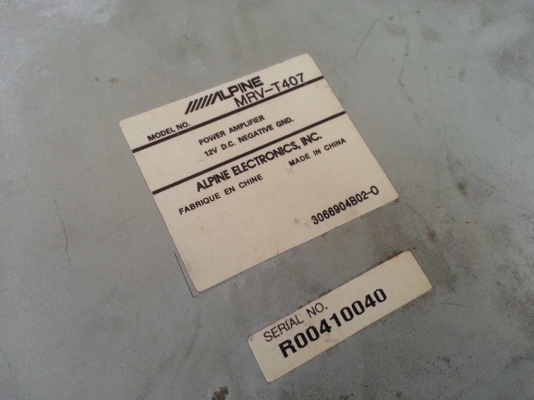 ALPINE
MODEL NO. MRV-T407
POWER AMPLIFIER
12V D.C. NEGATIVE GND.
ALPINE ELECTRONICS, INC.
FABRIQUE EN CHINE MADE IN CHINA
3066904B02-O
SERIAL NO.
R00410040